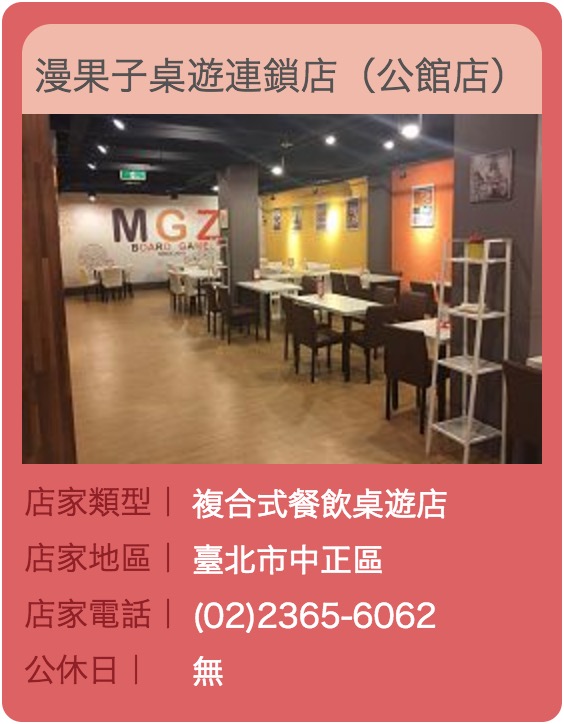 漫果子桌遊連鎖店（公館店）
MGZ
BOARD GAMES
店家類型｜ 複合式餐飲桌遊店
店家地區｜ 臺北市中正區
店家電話｜ (02)2365-6062
公休日｜ 無